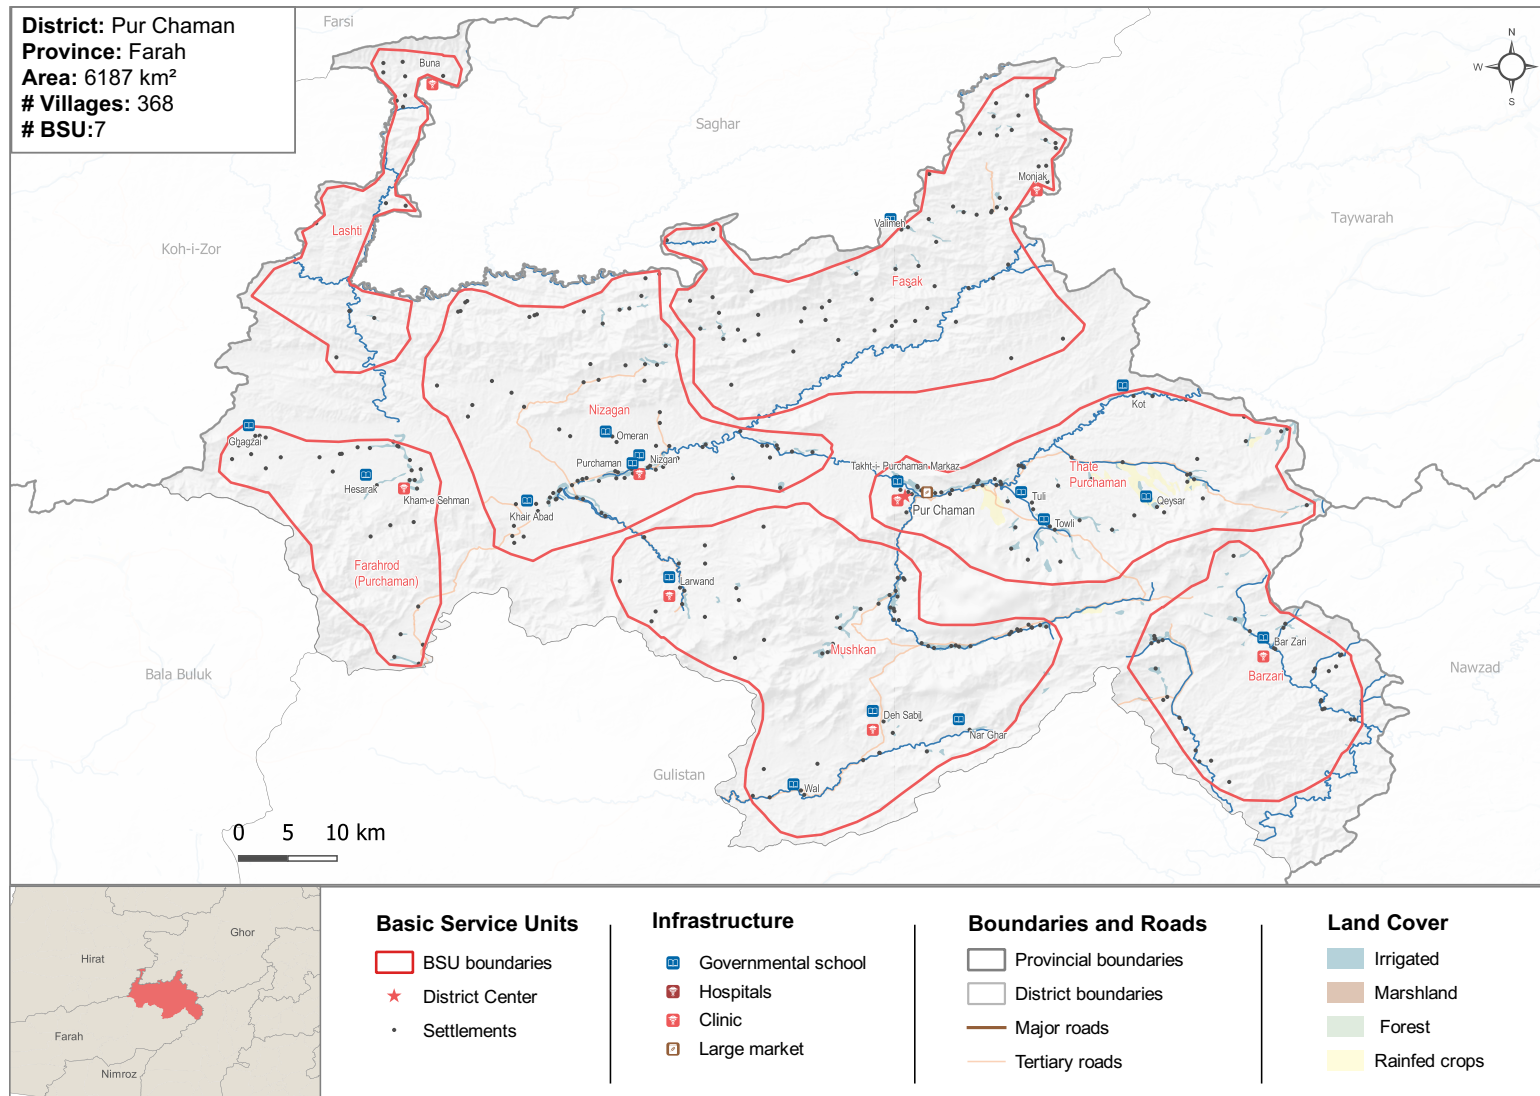 District: Pur Chaman
Province: Farah
Area: 6187 km²
# Villages: 368
# BSU:7
Farsi
N
W
S
Buna
Saghar
Monjak
Taywarah
Valimeh
Lashti
Koh-i-Zor
Faşak
Kot
Nizagan
Omeran
Ghagzai
Purchaman
Nizgan
Takht-i- Purchaman Markaz
Thate
Purchaman
Hesarak
Kham-e Sehman
Tuli
Qeysar
Khair Abad
Pur Chaman
Towli
Farahrod
(Purchaman)
Larwand
Mushkan
Bar Zari
Barzari
Nawzad
Bala Buluk
Deh Sabil
Nar Ghar
Gulistan
Wal
0 5 10 km
Ghor
Hirat
Farah
Nimroz
Basic Service Units
BSU boundaries
District Center
Settlements
Infrastructure
Governmental school
Hospitals
Clinic
Large market
Boundaries and Roads
Provincial boundaries
District boundaries
Major roads
Tertiary roads
Land Cover
Irrigated
Marshland
Forest
Rainfed crops